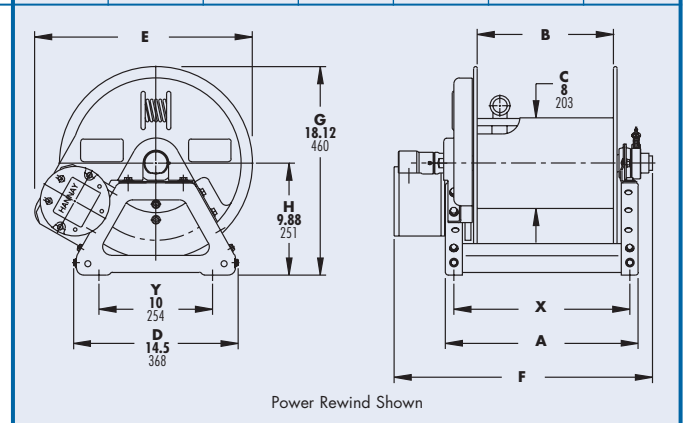 E
B
C
8
203
G
18.12
460
H
9.88
251
HANNAY
Y
10
254
D
14.5
368
X
A
F
Power Rewind Shown